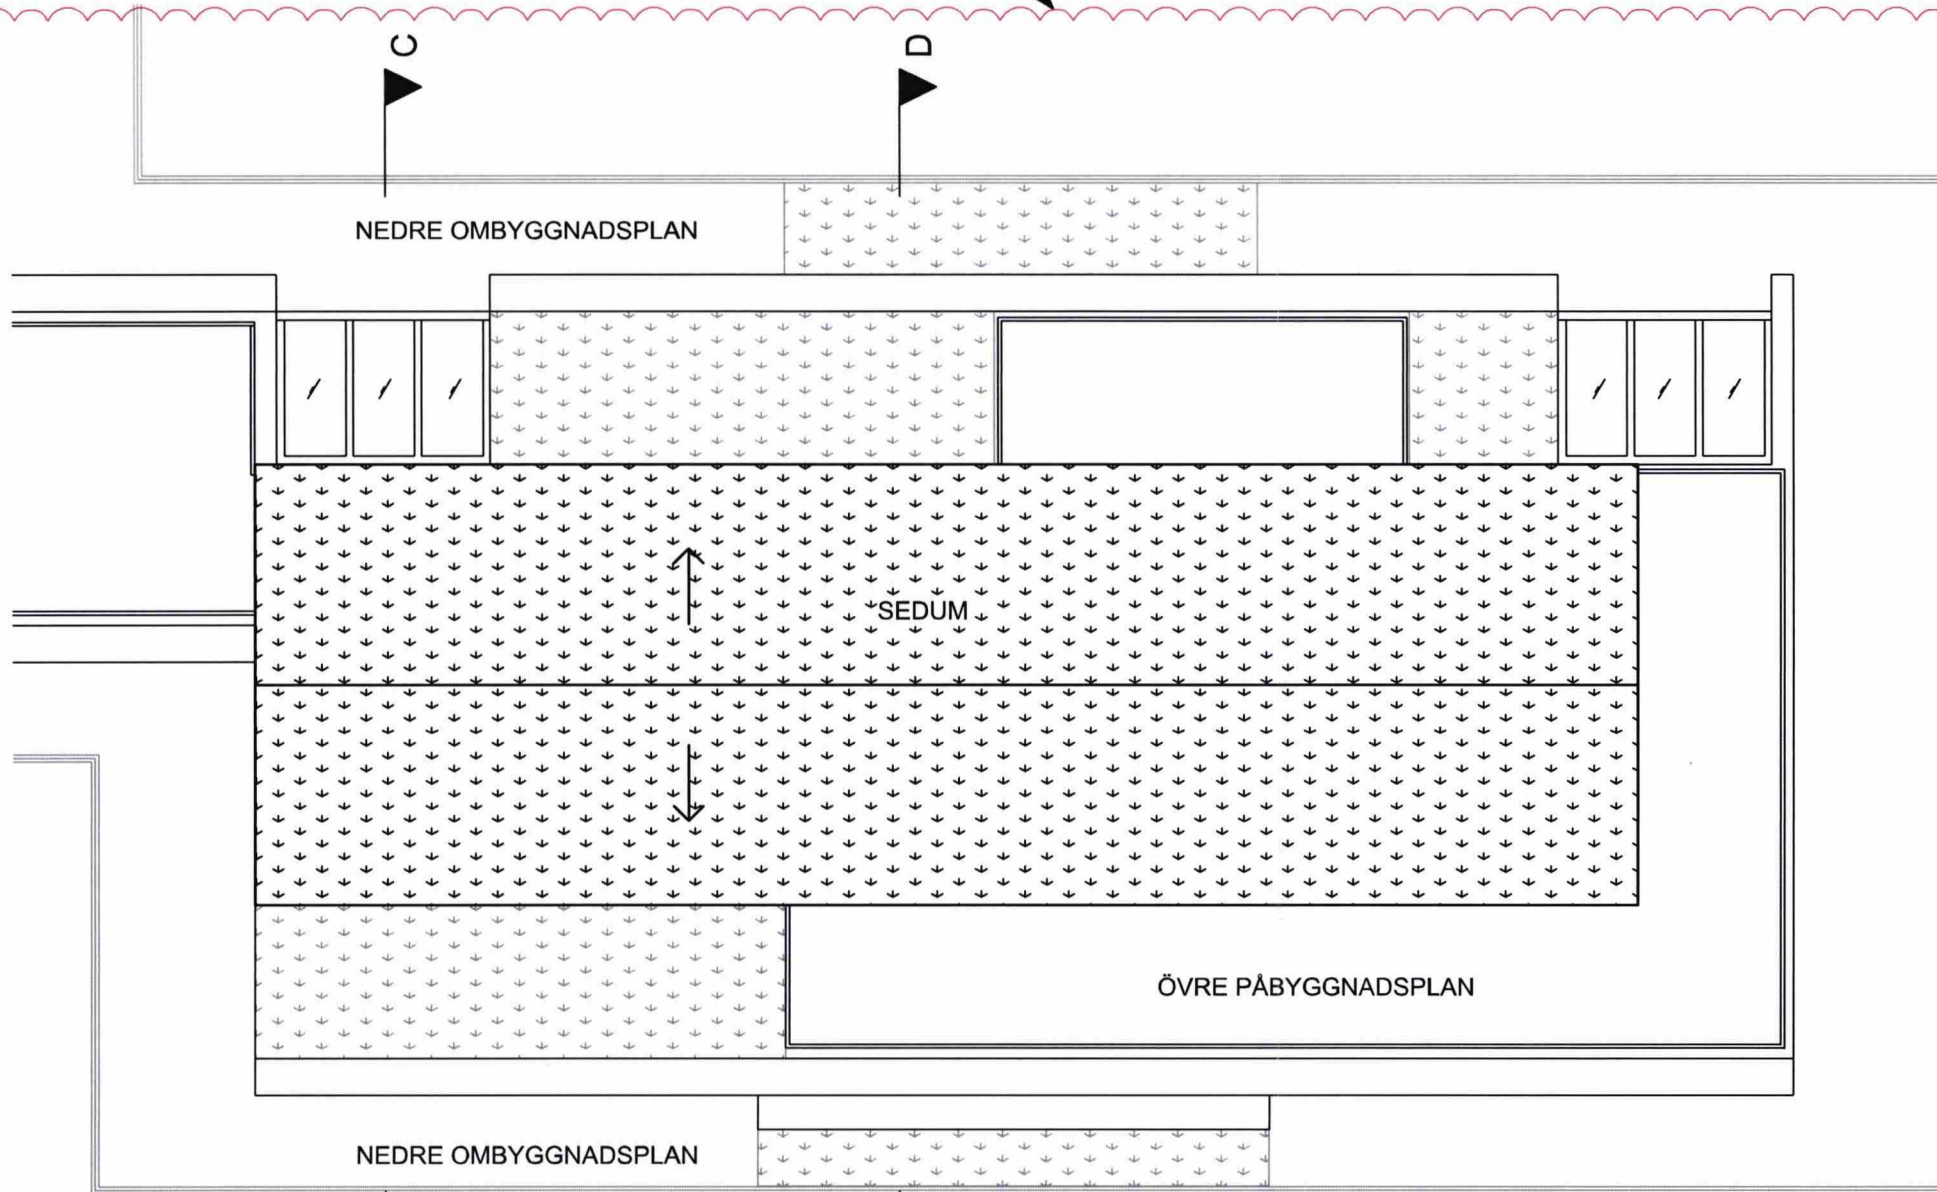 C
D
NEDRE OMBYGGNADSPLAN
SEDUM
ÖVRE PÅBYGGNADSPLAN
NEDRE OMBYGGNADSPLAN